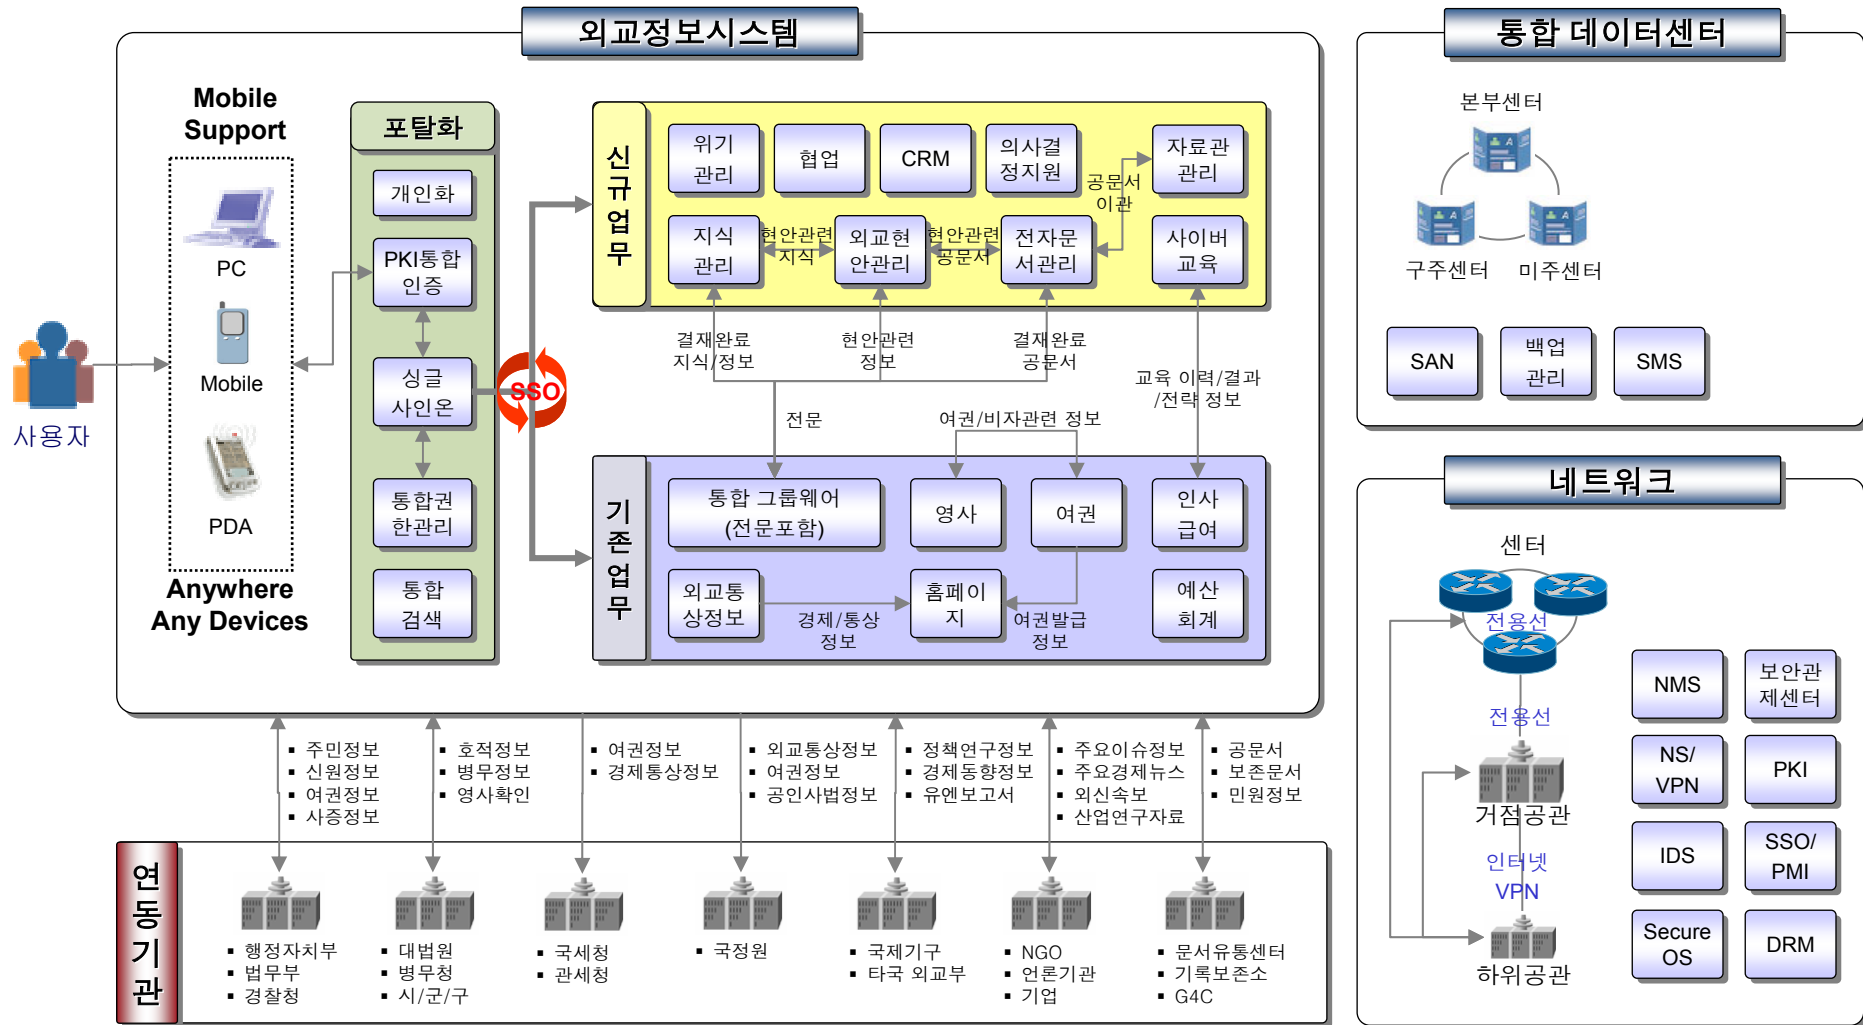 외교정보시스템
Mobile
Support
PC
Mobile
PDA
Anywhere
Any Devices
사용자
포탈화
개인화
PKI통합
인증
싱글
사인온
통합권
한관리
통합
검색
SSO
신
규
업
무
위기
관리
협업
CRM
의사결
정지원
자료관
관리
공문서
이관
지식
관리
현안관련
지식
외교현
안관리
현안관련
공문서
전자문
서관리
사이버
교육
결재완료
지식/정보
현안관련
정보
결재완료
공문서
교육 이력/결과
/전략 정보
전문
여권/비자관련 정보
기
존
업
무
통합 그룹웨어
(전문포함)
영사
여권
인사
급여
외교통
상정보
경제/통상
정보
홈페이
지
여권발급
정보
예산
회계
▪ 주민정보
▪ 신원정보
▪ 여권정보
▪ 사증정보
▪ 호적정보
▪ 병무정보
▪ 영사확인
▪ 여권정보
▪ 경제통상정보
▪ 외교통상정보
▪ 여권정보
▪ 공인사법정보
▪ 정책연구정보
▪ 경제동향정보
▪ 유엔보고서
▪ 주요이슈정보
▪ 주요경제뉴스
▪ 외신속보
▪ 산업연구자료
▪ 공문서
▪ 보존문서
▪ 민원정보
연
동
기
관
▪ 행정자치부
▪ 법무부
▪ 경찰청
▪ 대법원
▪ 병무청
▪ 시/군/구
▪ 국세청
▪ 관세청
▪ 국정원
▪ 국제기구
▪ 타국 외교부
▪ NGO
▪ 언론기관
▪ 기업
▪ 문서유통센터
▪ 기록보존소
▪ G4C
통합 데이터센터
본부센터
구주센터
미주센터
SAN
백업
관리
SMS
네트워크
센터
전용선
전용선
거점공관
인터넷
VPN
하위공관
NMS
보안관
제센터
NS/
VPN
PKI
IDS
SSO/
PMI
Secure
OS
DRM